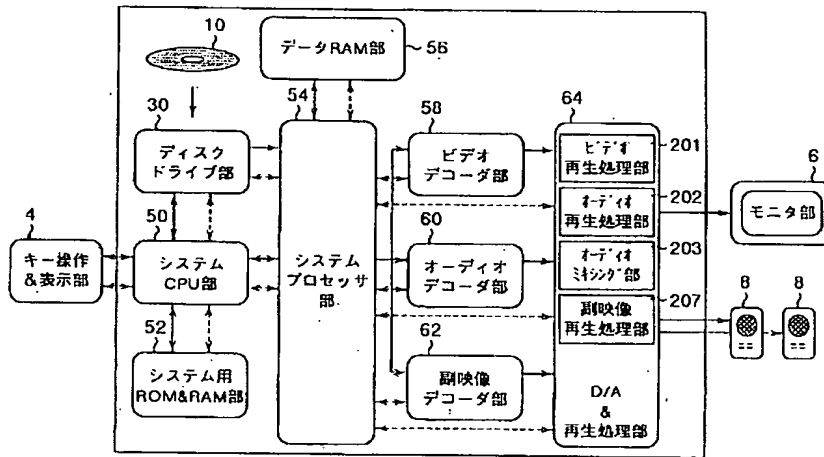 10
データRAM部
56
30
54
58
64
ディスク
ドライブ部
ビデオ
デコーダ部
ビデオ
再生処理部
201
6
モニタ部
オーディオ
再生処理部
202
4
キー操作
&表示部
50
システム
CPU部
システム
プロセッサ
部
60
オーディオ
デコーダ部
オーディオ
ミキシング部
203
副映像
再生処理部
207
8
8
52
システム用
ROM&RAM部
62
副映像
デコーダ部
D/A
&
再生処理部